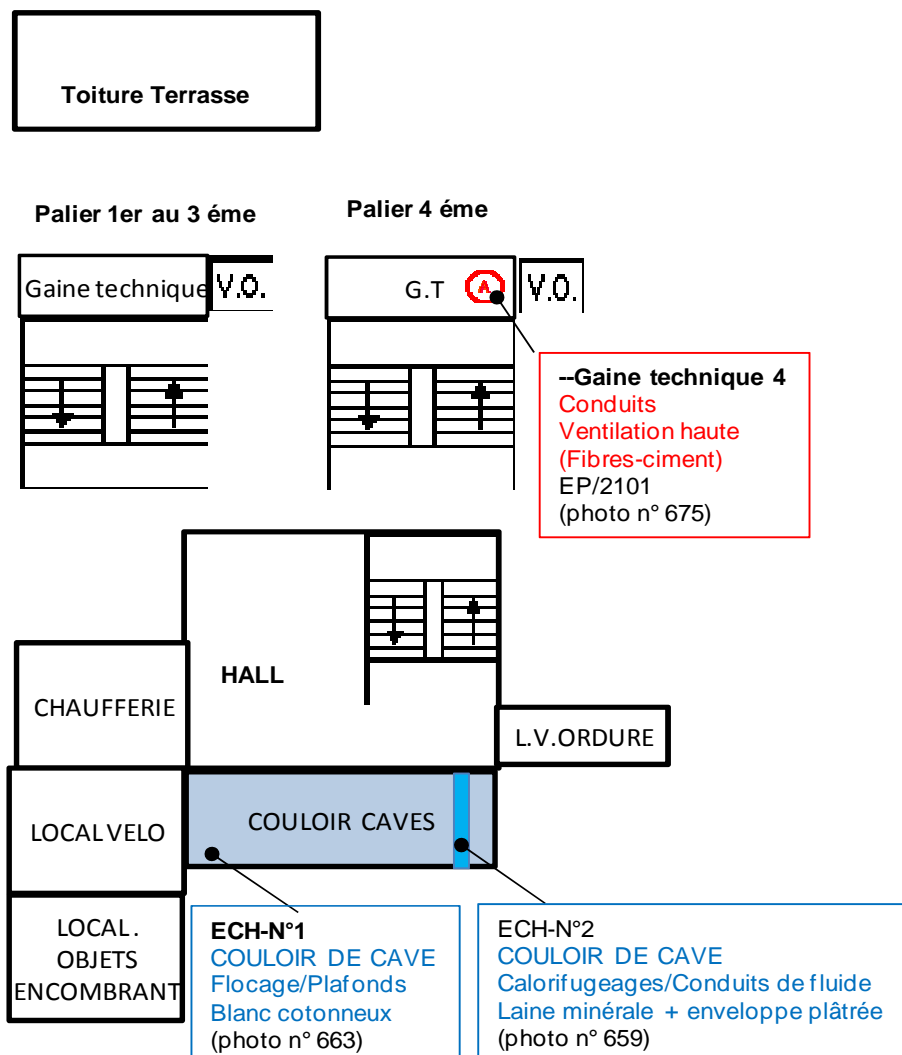 Toiture Terrasse
Palier 1er au 3 éme
Palier 4 éme
Gaine technique
V.O.
G.T
A
V.O.
--Gaine technique 4
Conduits
Ventilation haute
(Fibres-ciment)
EP/2101
(photo n° 675)
HALL
CHAUFFERIE
L.V.ORDURE
LOCAL VELO
COULOIR CAVES
LOCAL.
OBJETS
ENCOMBRANT
ECH-N°1
COULOIR DE CAVE
Flocage/Plafonds
Blanc cotonneux
(photo n° 663)
ECH-N°2
COULOIR DE CAVE
Calorifugeages/Conduits de fluide
Laine minérale + enveloppe plâtrée
(photo n° 659)